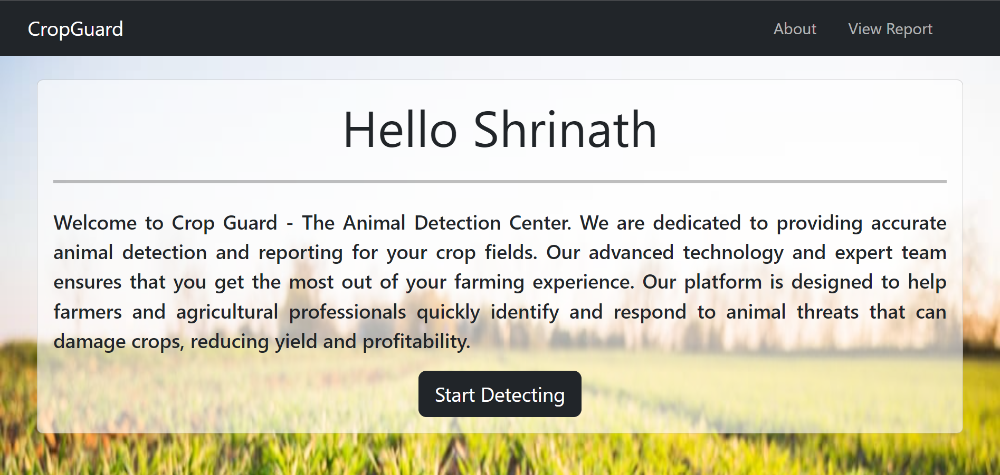 CropGuard
About
View Report
Hello Shrinath
Welcome to Crop Guard - The Animal Detection Center. We are dedicated to providing accurate
animal detection and reporting for your crop fields. Our advanced technology and expert team
ensures that you get the most out of your farming experience. Our platform is designed to help
farmers and agricultural professionals quickly identify and respond to animal threats that can
damage crops, reducing yield and profitability.
Start Detecting